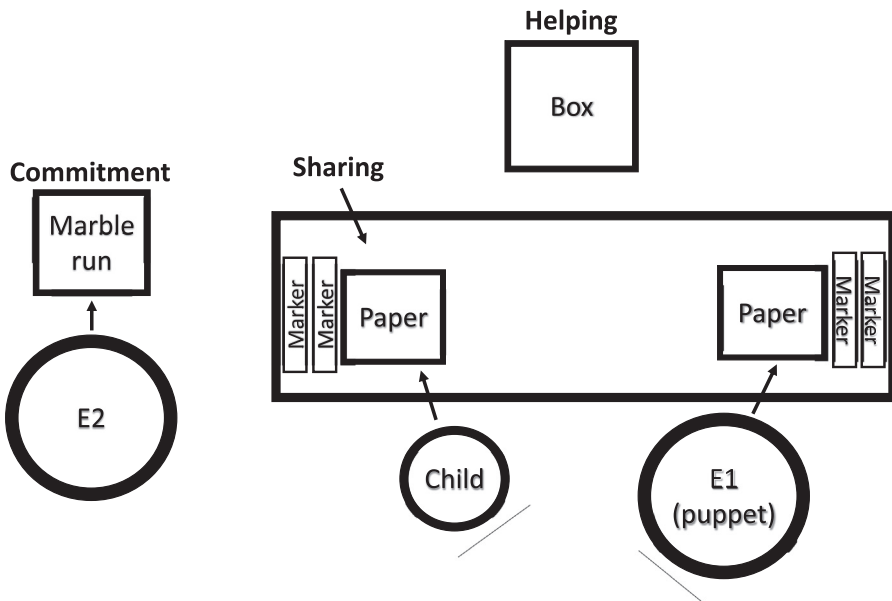 Helping
Box
Commitment
Sharing
Marble
run
Marker
Marker
Paper
Paper
Marker
Marker
E2
Child
E1
(puppet)